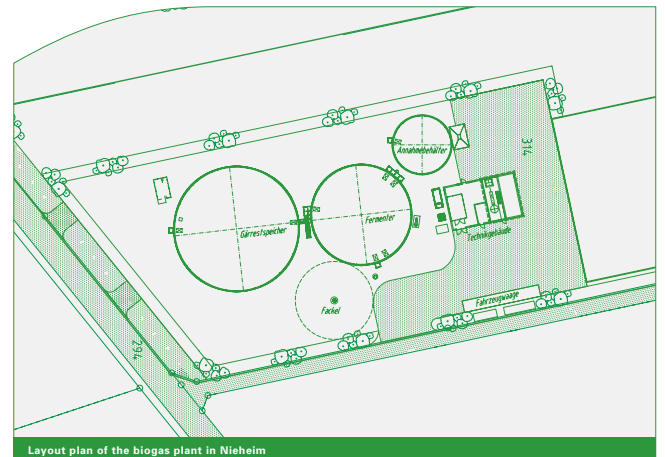 Annahmebehälter
314
Fermenter
Gärrestspeicher
Technikgebäude
Fackel
Fahrzeugwaage
294
Layout plan of the biogas plant in Nieheim